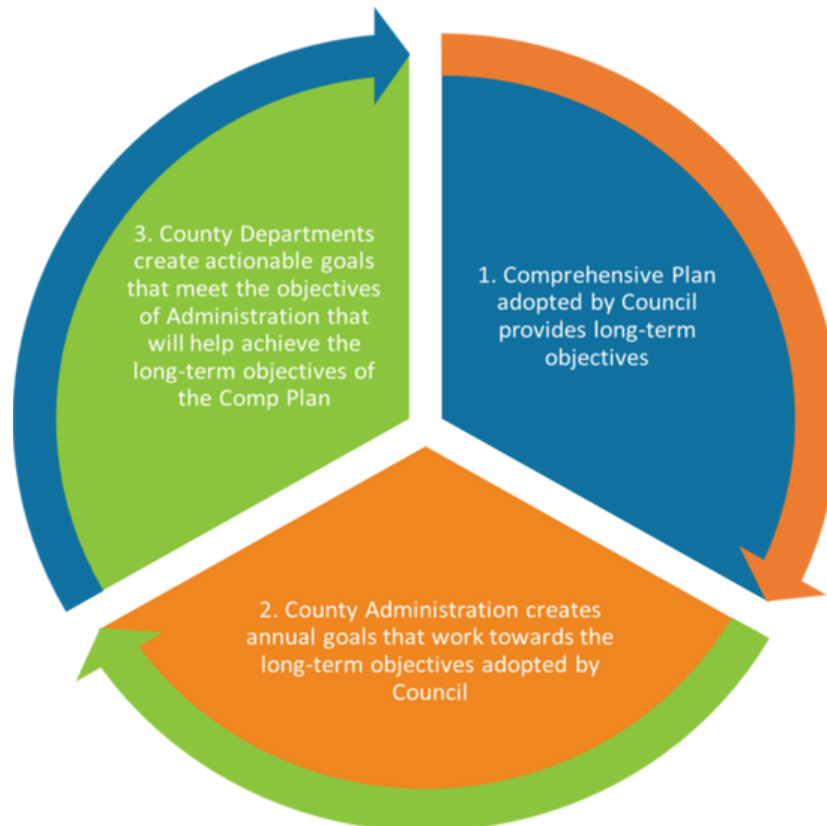 1. Comprehensive Plan
adopted by Council
provides long-term
objectives
2. County Administration creates
annual goals that work towards the
long-term objectives adopted by
Council
3. County Departments
create actionable goals
that meet the objectives
of Administration that
will help achieve the
long-term objectives of
the Comp Plan